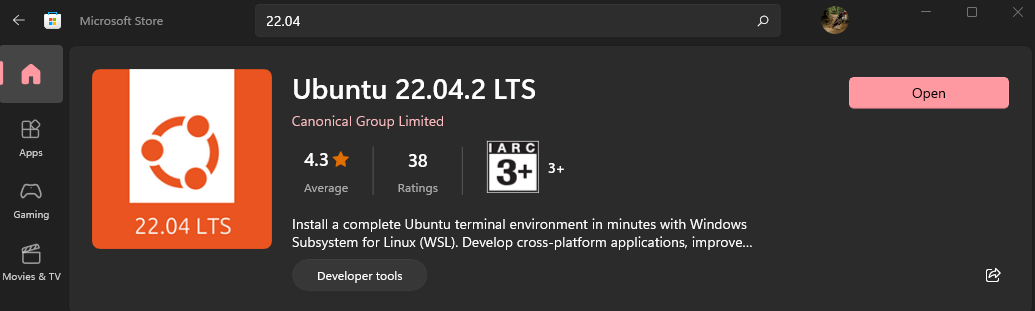 Microsoft Store
22.04
Ubuntu 22.04.2 LTS
Canonical Group Limited
Open
4.3
Average
38
Ratings
IARC
3+
3+
22.04 LTS
Install a complete Ubuntu terminal environment in minutes with Windows
Subsystem for Linux (WSL). Develop cross-platform applications, improve...
Developer tools
Apps
Gaming
Movies & TV